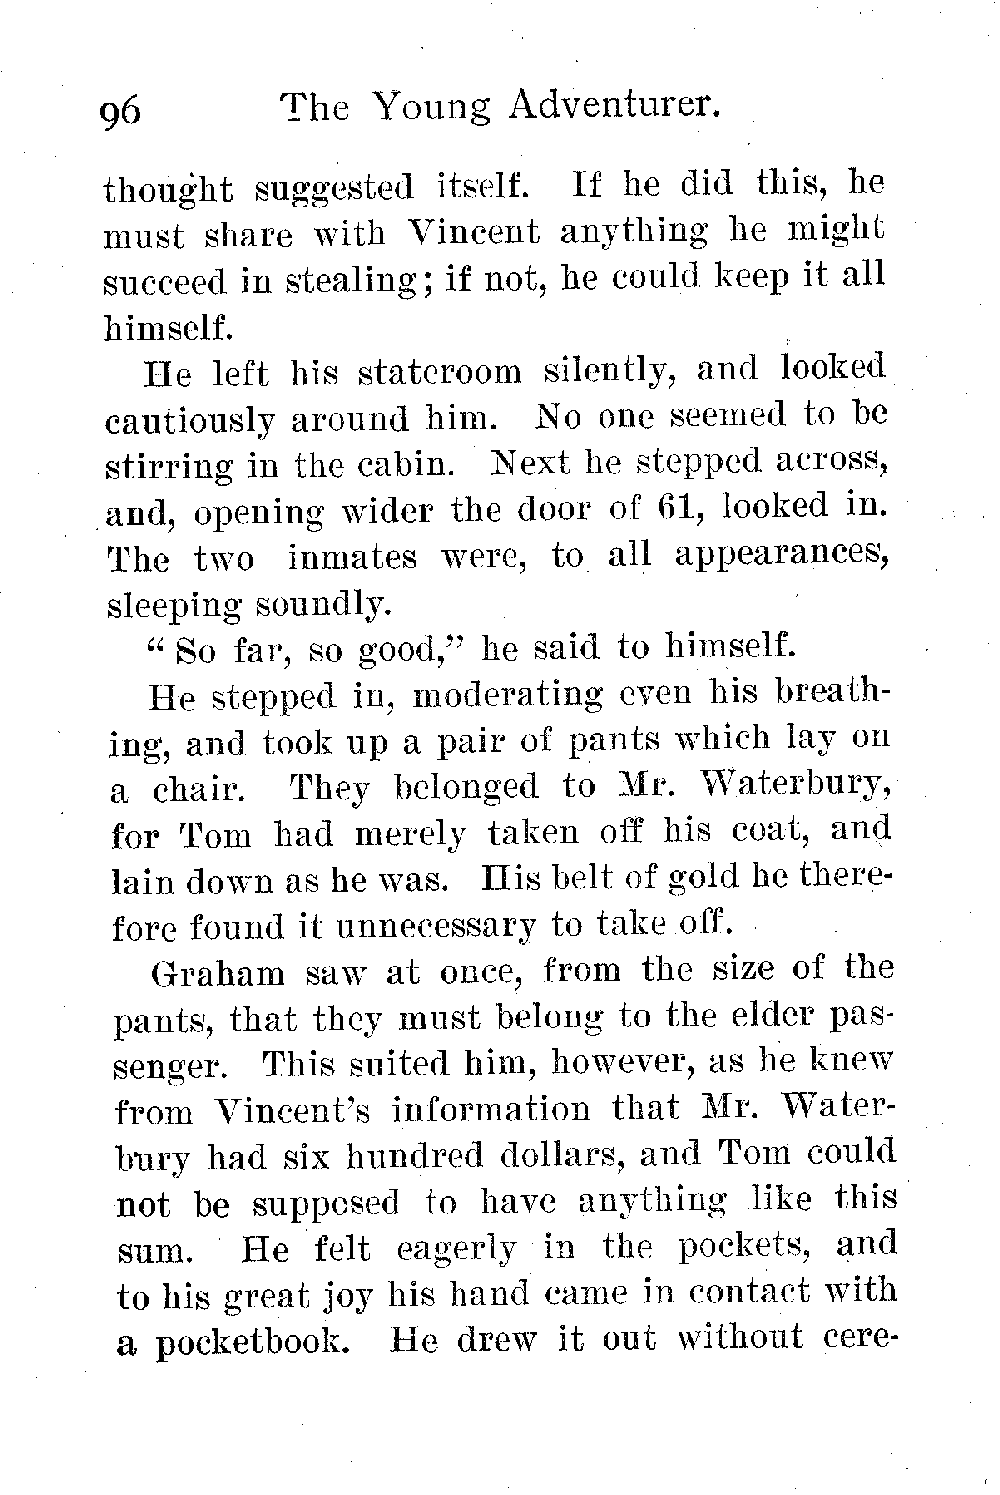 96 The Young Adventurer.
thought suggested itself. If he did this, he
must share with Vincent anything he might
succeed in stealing; if not, he could keep it all
himself.
He left his stateroom silently, and looked
cautiously around him. No one seemed to be
stirring in the cabin. Next he stepped across,
and, opening wider the door of 61, looked in.
The two inmates were, to all appearances,
sleeping soundly.
“ So far, so good,” he said to himself.
He stepped in, moderating even his breath-
ing, and took up a pair of pants which lay on
a chair. They belonged to Mr. Waterbury,
for Tom had merely taken off his coat, and
lain down as he was. His belt of gold he there-
fore found it unnecessary to take off.
Graham saw at once, from the size of the
pants, that they must belong to the elder pas-
senger. This suited him, however, as he knew
from Vincent’s information that Mr. Water-
bury had six hundred dollars, and Tom could
not be supposed to have anything like this
sum. He felt eagerly in the pockets, and
to his great joy his hand came in contact with
a pocketbook. He drew it out without cere-